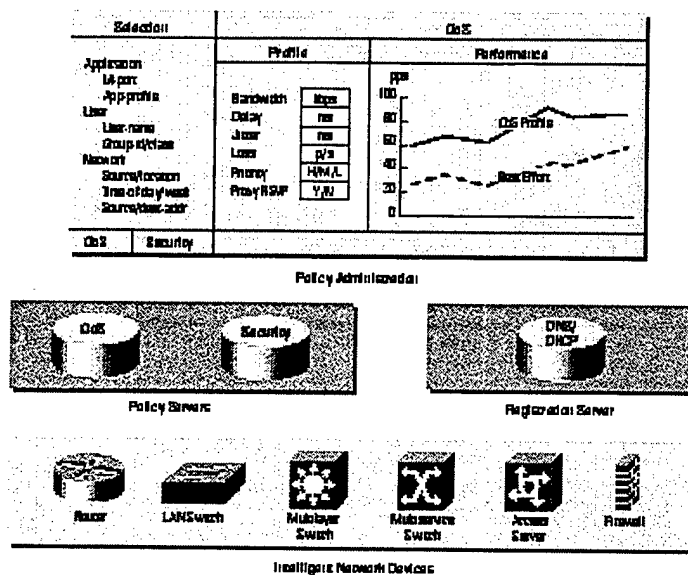 Selection
QoS
Profile
Performance
Application
L4 port
App-profile
User
User-name
Group id/class
Network
Source/location
Time of day/week
Source/dest-addr
Bandwidth kbps
Delay ms
Jitter ms
Loss p/s
Priority H/M/L
Proxy RSVP Y/N
pps
100
80
60
40
20
0
QoS Profile
Best Effort
QoS
Security
Policy Administration
QoS
Security
DNS/
DHCP
Policy Servers
Registration Server
Router
LAN Switch
Multilayer
Switch
Multiservice
Switch
Access
Server
Firewall
Intelligent Network Devices